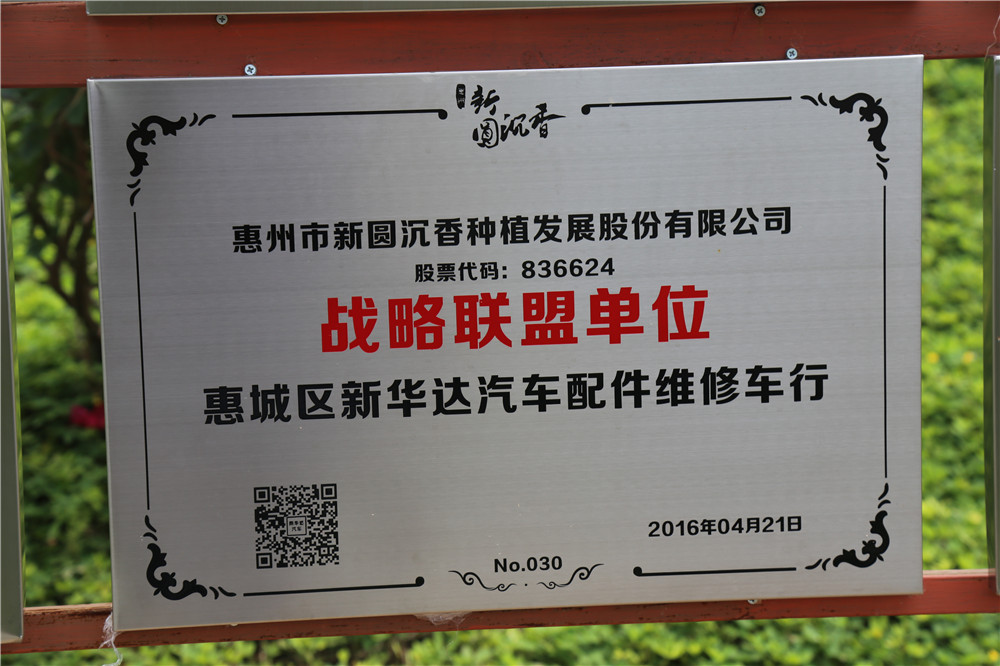 新
圆沉香
惠州市新圆沉香种植发展股份有限公司
股票代码：836624
战略联盟单位
惠城区新华达汽车配件维修车行
2016年04月21日
No.030